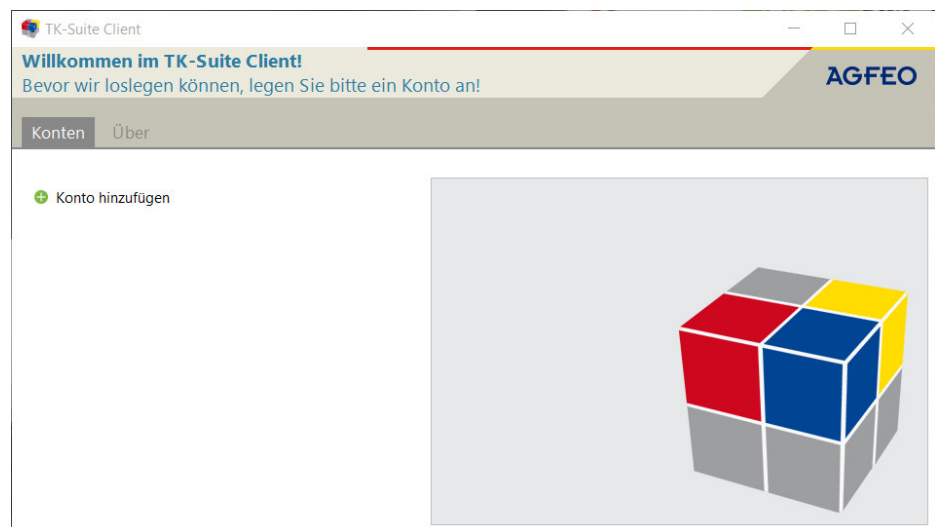 TK-Suite Client
Willkommen im TK-Suite Client!
Bevor wir loslegen können, legen Sie bitte ein Konto an!
AGFEO
Konten Über
Konto hinzufügen